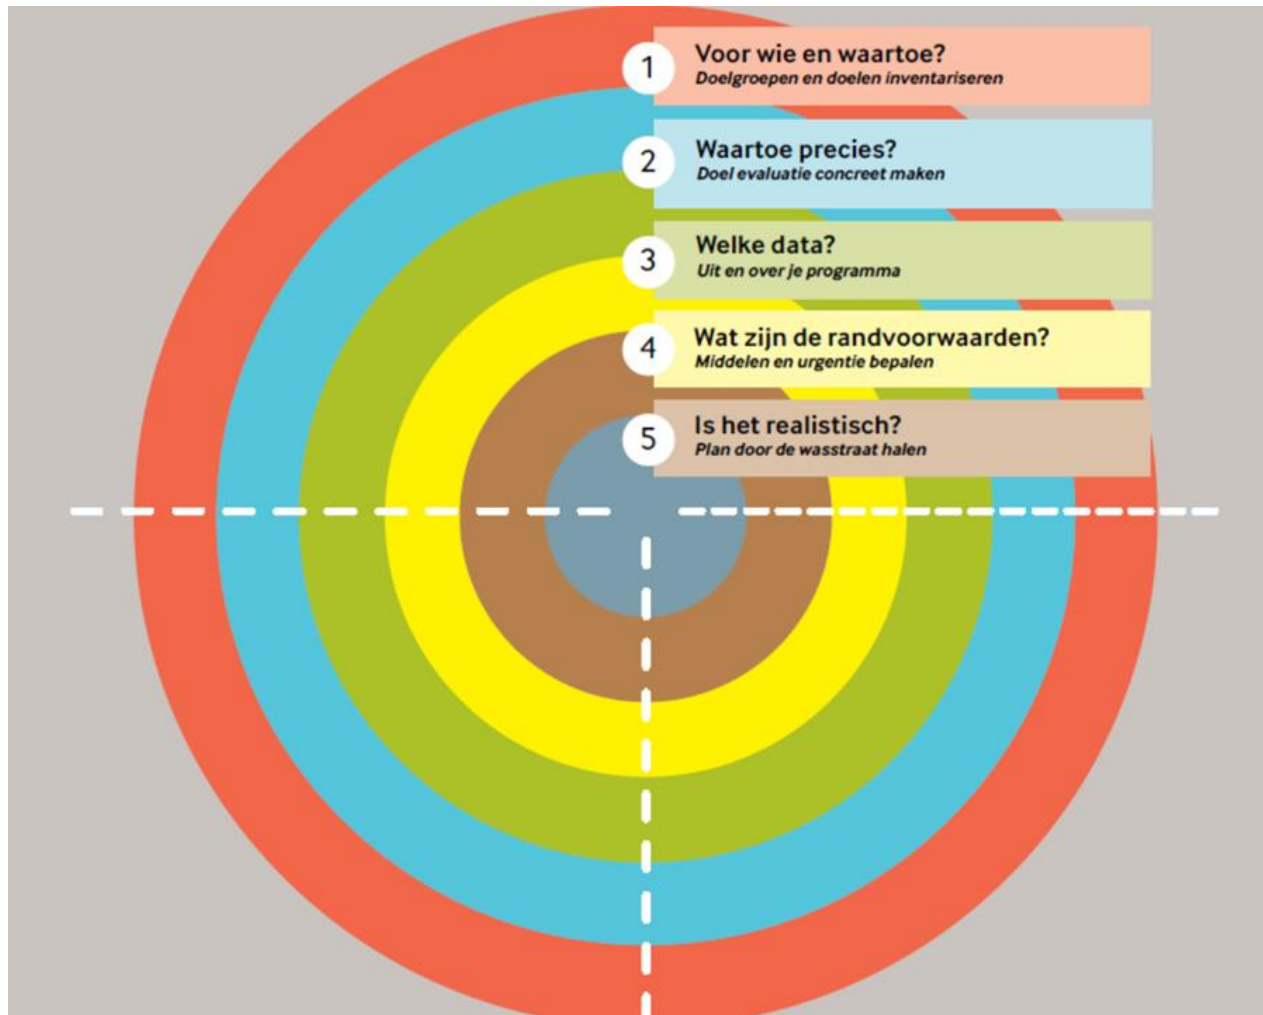 1
Voor wie en waartoe?
Doelgroepen en doelen inventariseren
2
Waartoe precies?
Doel evaluatie concreet maken
3
Welke data?
Uit en over je programma
4
Wat zijn de randvoorwaarden?
Middelen en urgentie bepalen
5
Is het realistisch?
Plan door de wasstraat halen